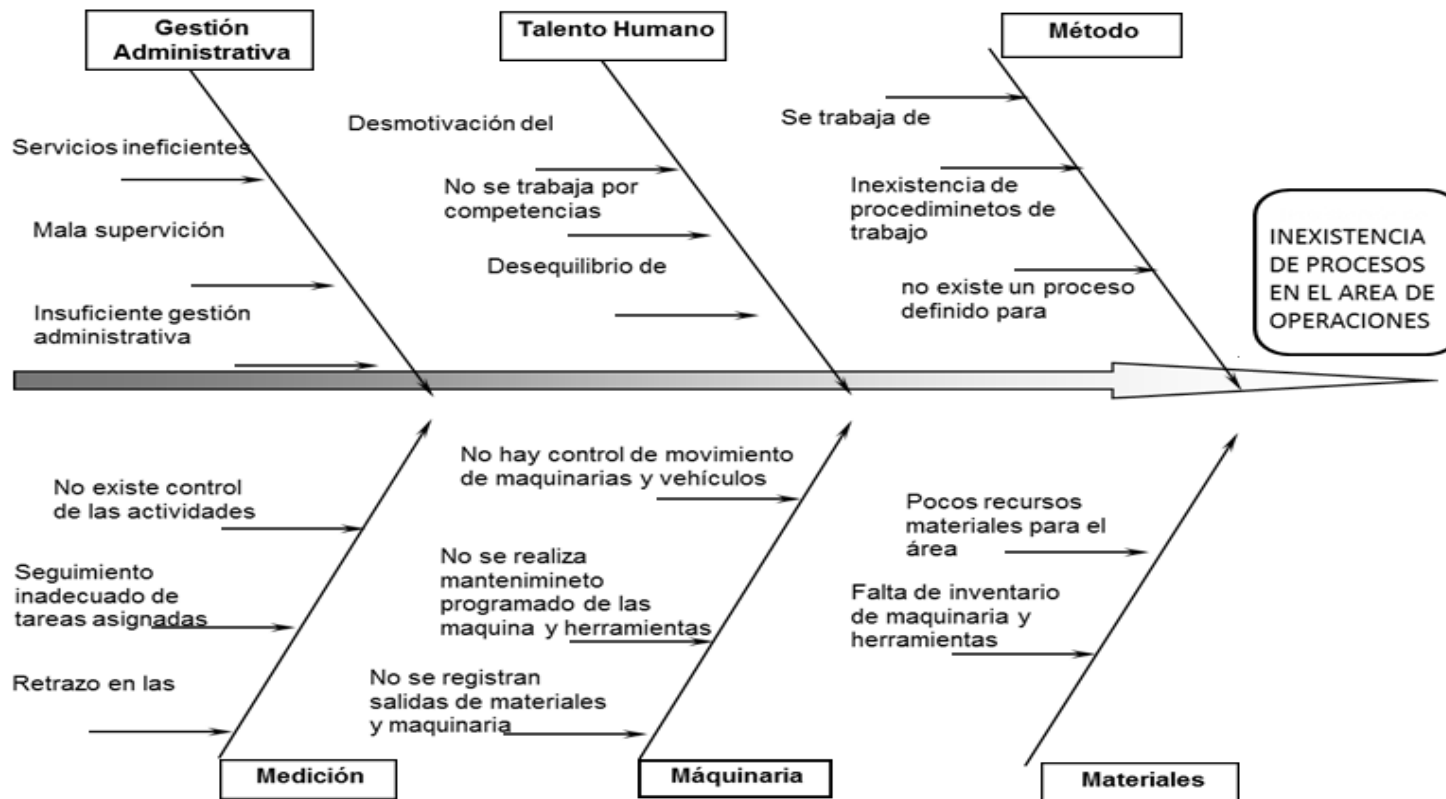 Gestión
Administrativa
Talento Humano
Método
Servicios ineficientes
Mala supervición
Insuficiente gestión
administrativa
Desmotivación del
No se trabaja por
competencias
Desequilibrio de
Se trabaja de
Inexistencia de
procediminetos de
trabajo
no existe un proceso
definido para
INEXISTENCIA
DE PROCESOS
EN EL AREA DE
OPERACIONES
No existe control
de las actividades
Seguimiento
inadecuado de
tareas asignadas
Retrazo en las
No hay control de movimiento
de maquinarias y vehículos
No se realiza
mantenimineto
programado de las
maquina y herramientas
No se registran
salidas de materiales
y maquinaria
Pocos recursos
materiales para el
área
Falta de inventario
de maquinaria y
herramientas
Medición
Máquinaria
Materiales